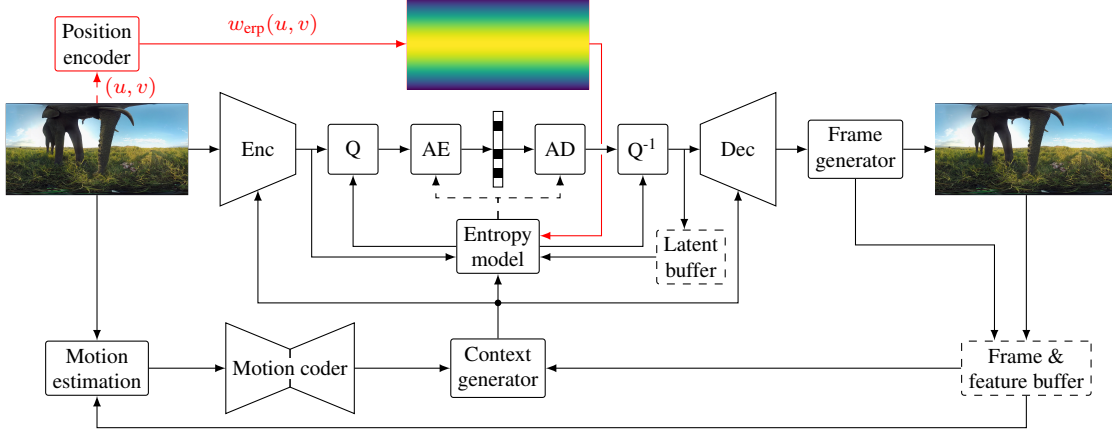 Position
encoder
w_erp(u, v)
(u, v)
Enc
Q
AE
AD
Q⁻¹
Dec
Frame
generator
Entropy
model
Latent
buffer
Motion
estimation
Motion coder
Context
generator
Frame &
feature buffer